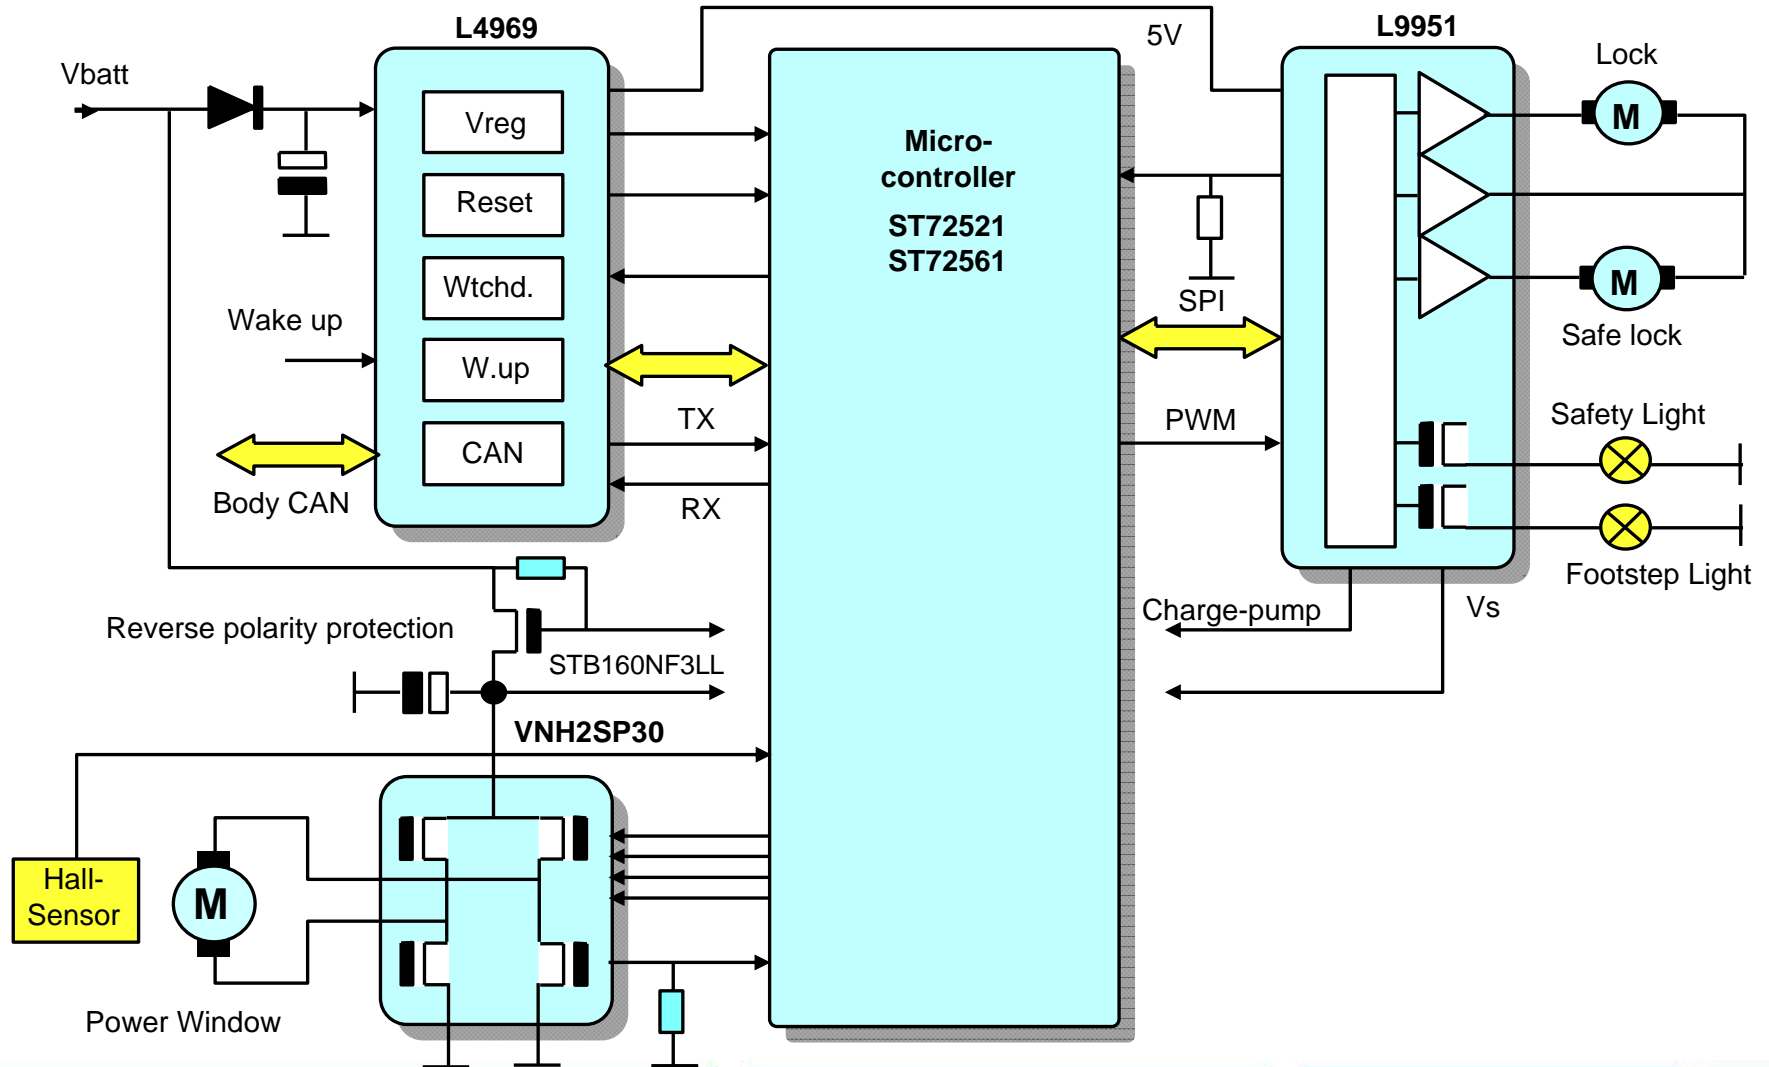 L4969
5V
L9951
Lock
Vbatt
Vreg
M
Micro-
controller
Reset
ST72521
ST72561
Wtchd.
M
SPI
Wake up
Safe lock
W.up
TX
PWM
Safety Light
CAN
Body CAN
RX
Footstep Light
Charge-pump
Vs
Reverse polarity protection
STB160NF3LL
VNH2SP30
Hall-
Sensor
M
Power Window